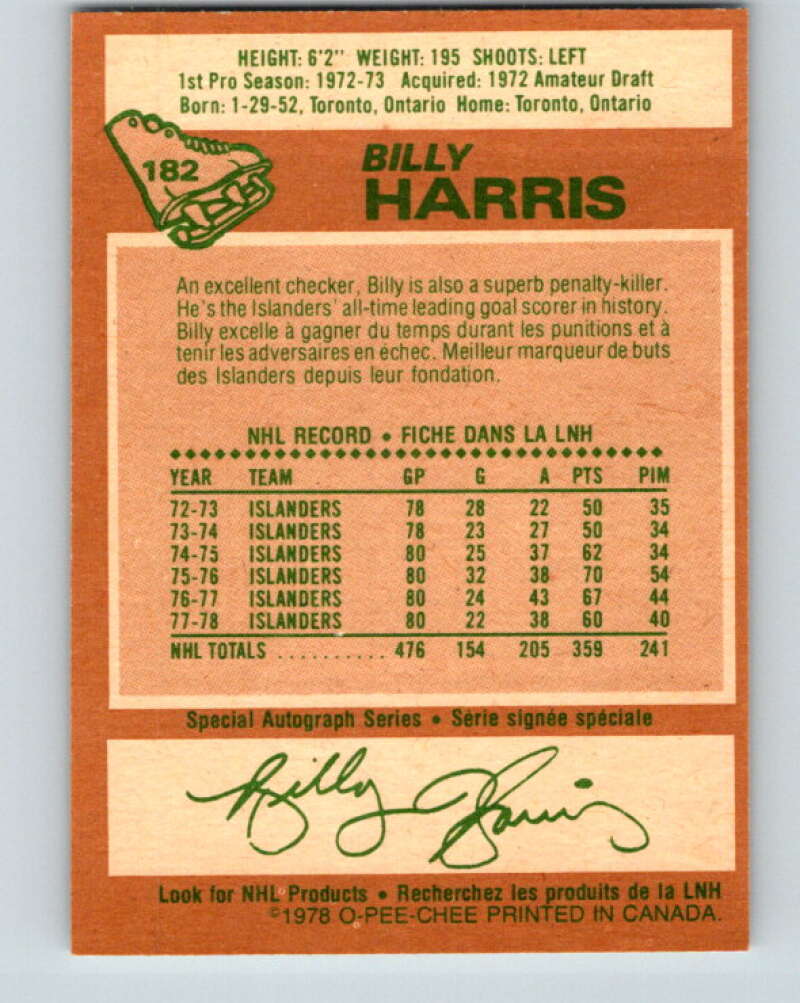 HEIGHT: 6'2" WEIGHT: 195 SHOOTS: LEFT
1st Pro Season: 1972-73 Acquired: 1972 Amateur Draft
Born: 1-29-52, Toronto, Ontario Home: Toronto, Ontario
182
BILLY
HARRIS
An excellent checker, Billy is also a superb penalty-killer.
He's the Islanders' all-time leading goal scorer in history.
Billy excelle à gagner du temps durant les punitions et à
tenir les adversaires en échec. Meilleur marqueur de buts
des Islanders depuis leur fondation.
NHL RECORD • FICHE DANS LA LNH
YEAR TEAM GP G A PTS PIM
72-73 ISLANDERS 78 28 22 50 35
73-74 ISLANDERS 78 23 27 50 34
74-75 ISLANDERS 80 25 37 62 34
75-76 ISLANDERS 80 32 38 70 54
76-77 ISLANDERS 80 24 43 67 44
77-78 ISLANDERS 80 22 38 60 40
NHL TOTALS .......... 476 154 205 359 241
Special Autograph Series • Série signée spéciale
Billy Harris
Look for NHL Products • Recherchez les produits de la LNH
©1978 O-PEE-CHEE PRINTED IN CANADA.